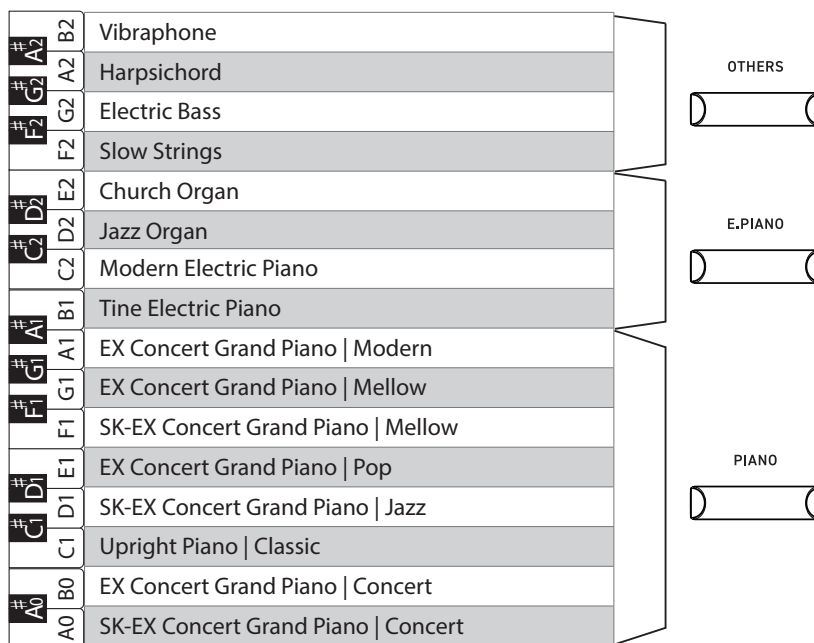 B2 Vibraphone
A#2
A2 Harpsichord
OTHERS
G#2
G2 Electric Bass
F#2
F2 Slow Strings
E2 Church Organ
D#2
D2 Jazz Organ
E.PIANO
C#2
C2 Modern Electric Piano
B1 Tine Electric Piano
A#1
A1 EX Concert Grand Piano | Modern
G#1
G1 EX Concert Grand Piano | Mellow
F#1
F1 SK-EX Concert Grand Piano | Mellow
E1 EX Concert Grand Piano | Pop
PIANO
D#1
D1 SK-EX Concert Grand Piano | Jazz
C#1
C1 Upright Piano | Classic
B0 EX Concert Grand Piano | Concert
A#0
A0 SK-EX Concert Grand Piano | Concert